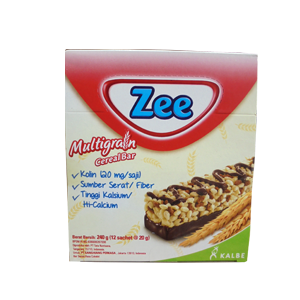 Zee
Multigrain
Cereal Bar
✓ Kolin (20 mg/saji)
✓ Sumber Serat/ Fiber
✓ Tinggi Kalsium/
Hi-Calcium
Berat Bersih: 240 g (12 sachet @ 20 g)
KALBE